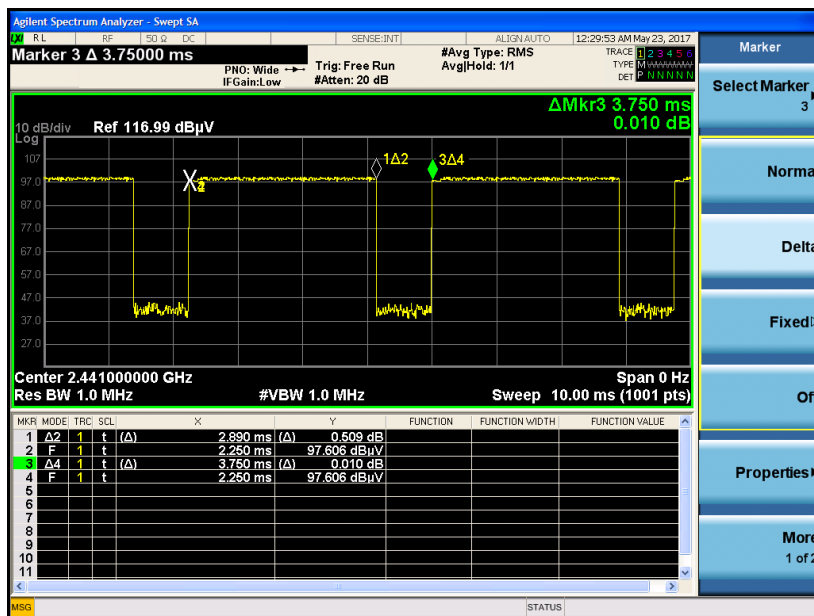 Agilent Spectrum Analyzer - Swept SA
LXI RL RF 50 Ω DC SENSE:INT ALIGN AUTO 12:29:53 AM May 23, 2017
Marker 3 Δ 3.75000 ms
PNO: Wide
IFGain:Low
Trig: Free Run
#Atten: 20 dB
#Avg Type: RMS
Avg|Hold: 1/1
TRACE 1 2 3 4 5 6
TYPE M
DET P N N N N N
ΔMkr3 3.750 ms
0.010 dB
10 dB/div Ref 116.99 dBµV
Log
107
97.0
87.0
77.0
67.0
57.0
47.0
37.0
27.0
1Δ2
3Δ4
Center 2.441000000 GHz Span 0 Hz
Res BW 1.0 MHz #VBW 1.0 MHz Sweep 10.00 ms (1001 pts)
MKR MODE TRC SCL X Y FUNCTION FUNCTION WIDTH FUNCTION VALUE
1 Δ2 1 t (Δ) 2.890 ms (Δ) 0.509 dB
2 F 1 t 2.250 ms 97.606 dBµV
3 Δ4 1 t (Δ) 3.750 ms (Δ) 0.010 dB
4 F 1 t 2.250 ms 97.606 dBµV
5
6
7
8
9
10
11
MSG STATUS
Marker
Select Marker
3
Norma
Delta
Fixed
Of
Properties
More
1 of 2